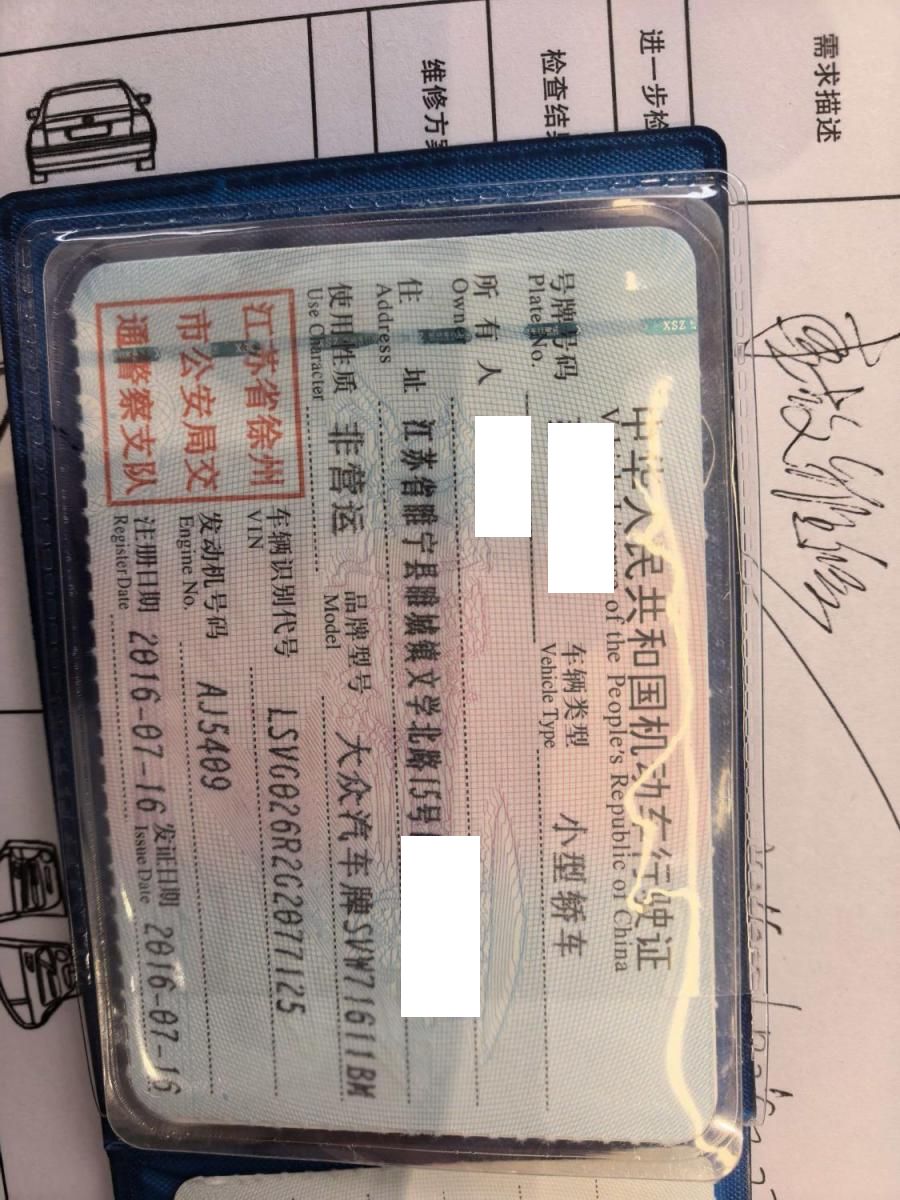 需求描述
进一步检
检查结
维修方
XSZ
中华人民共和国机动车行驶证
of the People's Republic of China
号牌号码
Plate No.
车辆类型 小型轿车
Vehicle Type
所有人
Owner
住址 江苏省睢宁县睢城镇文学北路15号
Address
使用性质 非营运 品牌型号 大众汽车牌SVW71611BM
Use Character Model
江苏省徐州
市公安局交
通警察支队
车辆识别代号 LSVG026R2G2077125
VIN
发动机号码 AJ5409
Engine No.
注册日期 2016-07-16 发证日期 2016-07-16
Register Date Issue Date